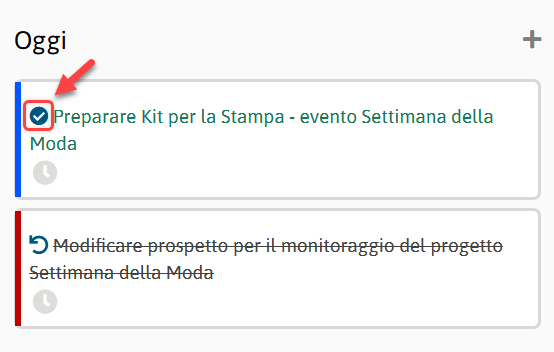 Oggi
Preparare Kit per la Stampa - evento Settimana della
Moda
Modificare prospetto per il monitoraggio del progetto
Settimana della Moda